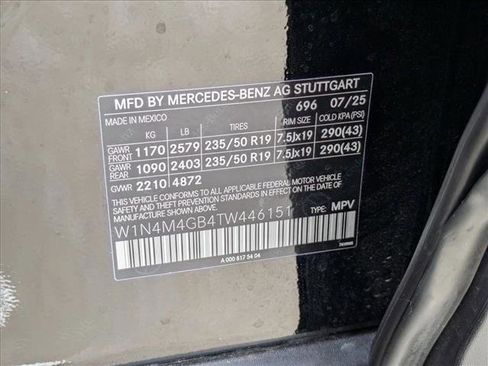 MFD BY MERCEDES-BENZ AG STUTTGART
MADE IN MEXICO 696 07/25
KG LB TIRES RIM SIZE COLD KPA(PSI)
GAWR FRONT 1170 2579 235/50 R19 7.5Jx19 290(43)
GAWR REAR 1090 2403 235/50 R19 7.5Jx19 290(43)
GVWR 2210 4872
THIS VEHICLE CONFORMS TO ALL APPLICABLE FEDERAL MOTOR VEHICLE
SAFETY AND THEFT PREVENTION STANDARDS IN EFFECT ON THE DATE OF
MANUFACTURE SHOWN ABOVE.
W1N4M4GB4TW446151 TYPE: MPV
A 000 817 54 04